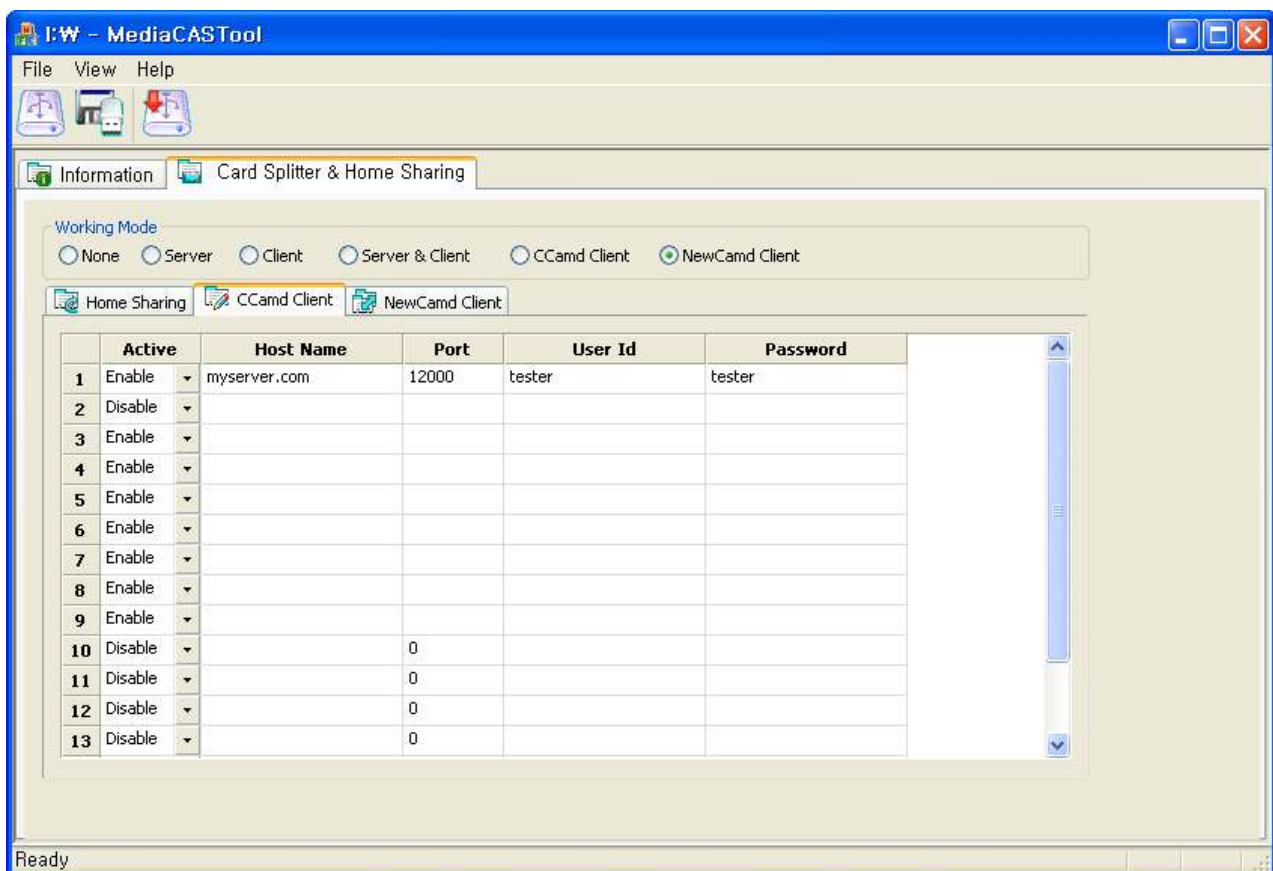 I:₩ - MediaCASTool
File View Help
Information Card Splitter & Home Sharing
Working Mode
None Server Client Server & Client CCamd Client NewCamd Client
Home Sharing CCamd Client NewCamd Client
Active Host Name Port User Id Password
1 Enable myserver.com 12000 tester tester
2 Disable
3 Enable
4 Enable
5 Enable
6 Enable
7 Enable
8 Enable
9 Enable
10 Disable 0
11 Disable 0
12 Disable 0
13 Disable 0
Ready